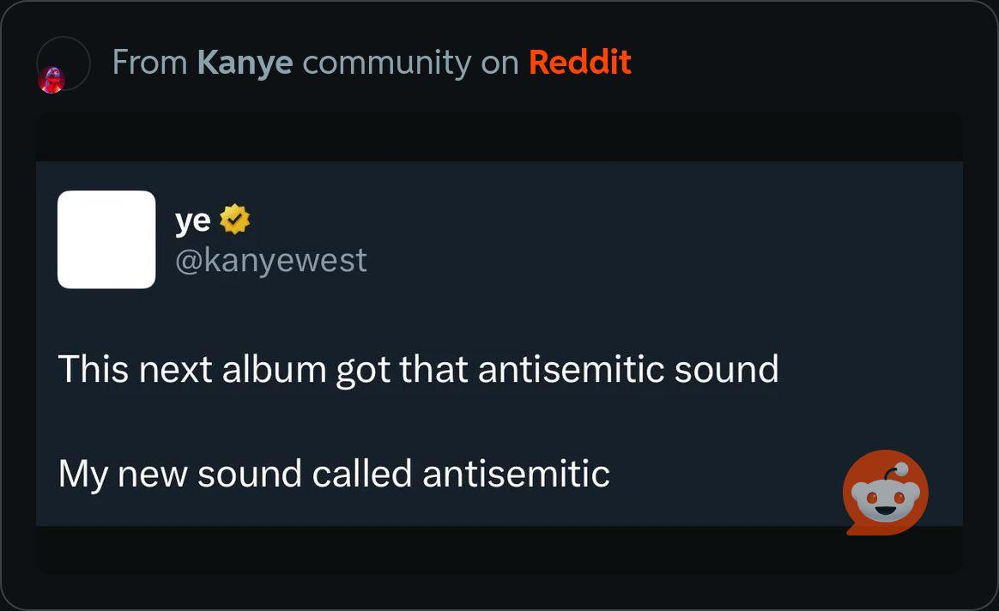 From Kanye community on Reddit
ye
@kanyewest
This next album got that antisemitic sound
My new sound called antisemitic